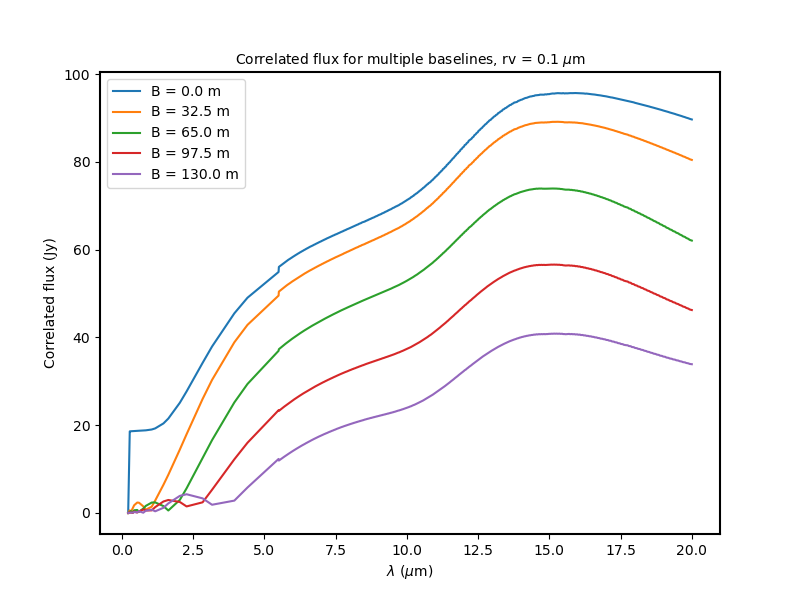 Correlated flux for multiple baselines, rv = 0.1 μm
B = 0.0 m
B = 32.5 m
B = 65.0 m
B = 97.5 m
B = 130.0 m
100
80
60
40
20
0
Correlated flux (Jy)
0.0 2.5 5.0 7.5 10.0 12.5 15.0 17.5 20.0
λ (μm)